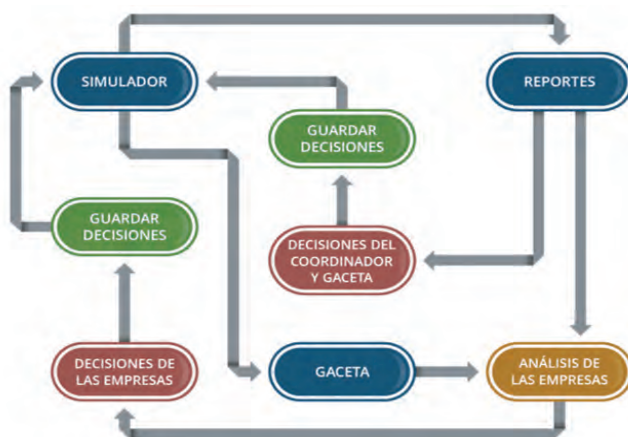 SIMULADOR
REPORTES
GUARDAR
DECISIONES
GUARDAR
DECISIONES
DECISIONES DEL
COORDINADOR
Y GACETA
DECISIONES DE
LAS EMPRESAS
GACETA
ANÁLISIS DE
LAS EMPRESAS